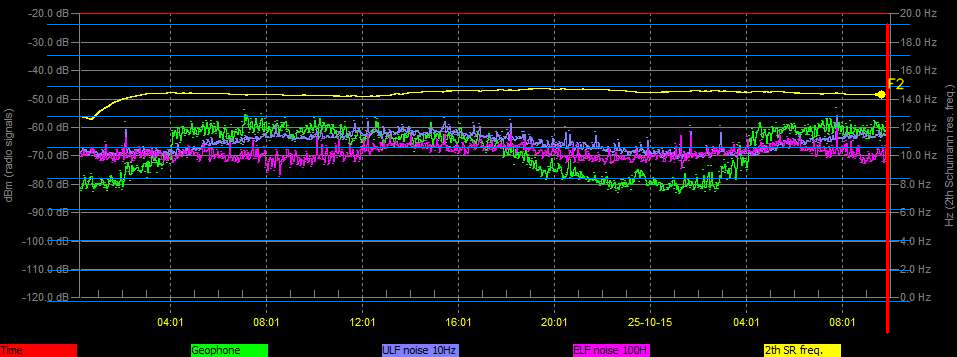 -20.0 dB
-30.0 dB
-40.0 dB
-50.0 dB
-60.0 dB
-70.0 dB
-80.0 dB
-90.0 dB
-100.0 dB
-110.0 dB
-120.0 dB
dBm (radio signals)
20.0 Hz
18.0 Hz
16.0 Hz
14.0 Hz
12.0 Hz
10.0 Hz
8.0 Hz
6.0 Hz
4.0 Hz
2.0 Hz
0.0 Hz
Hz (2th Schumann res. freq.)
F2
04:01 08:01 12:01 16:01 20:01 25-10-15 04:01 08:01
Time Geophone ULF noise 10Hz ELF noise 100H 2th SR freq.